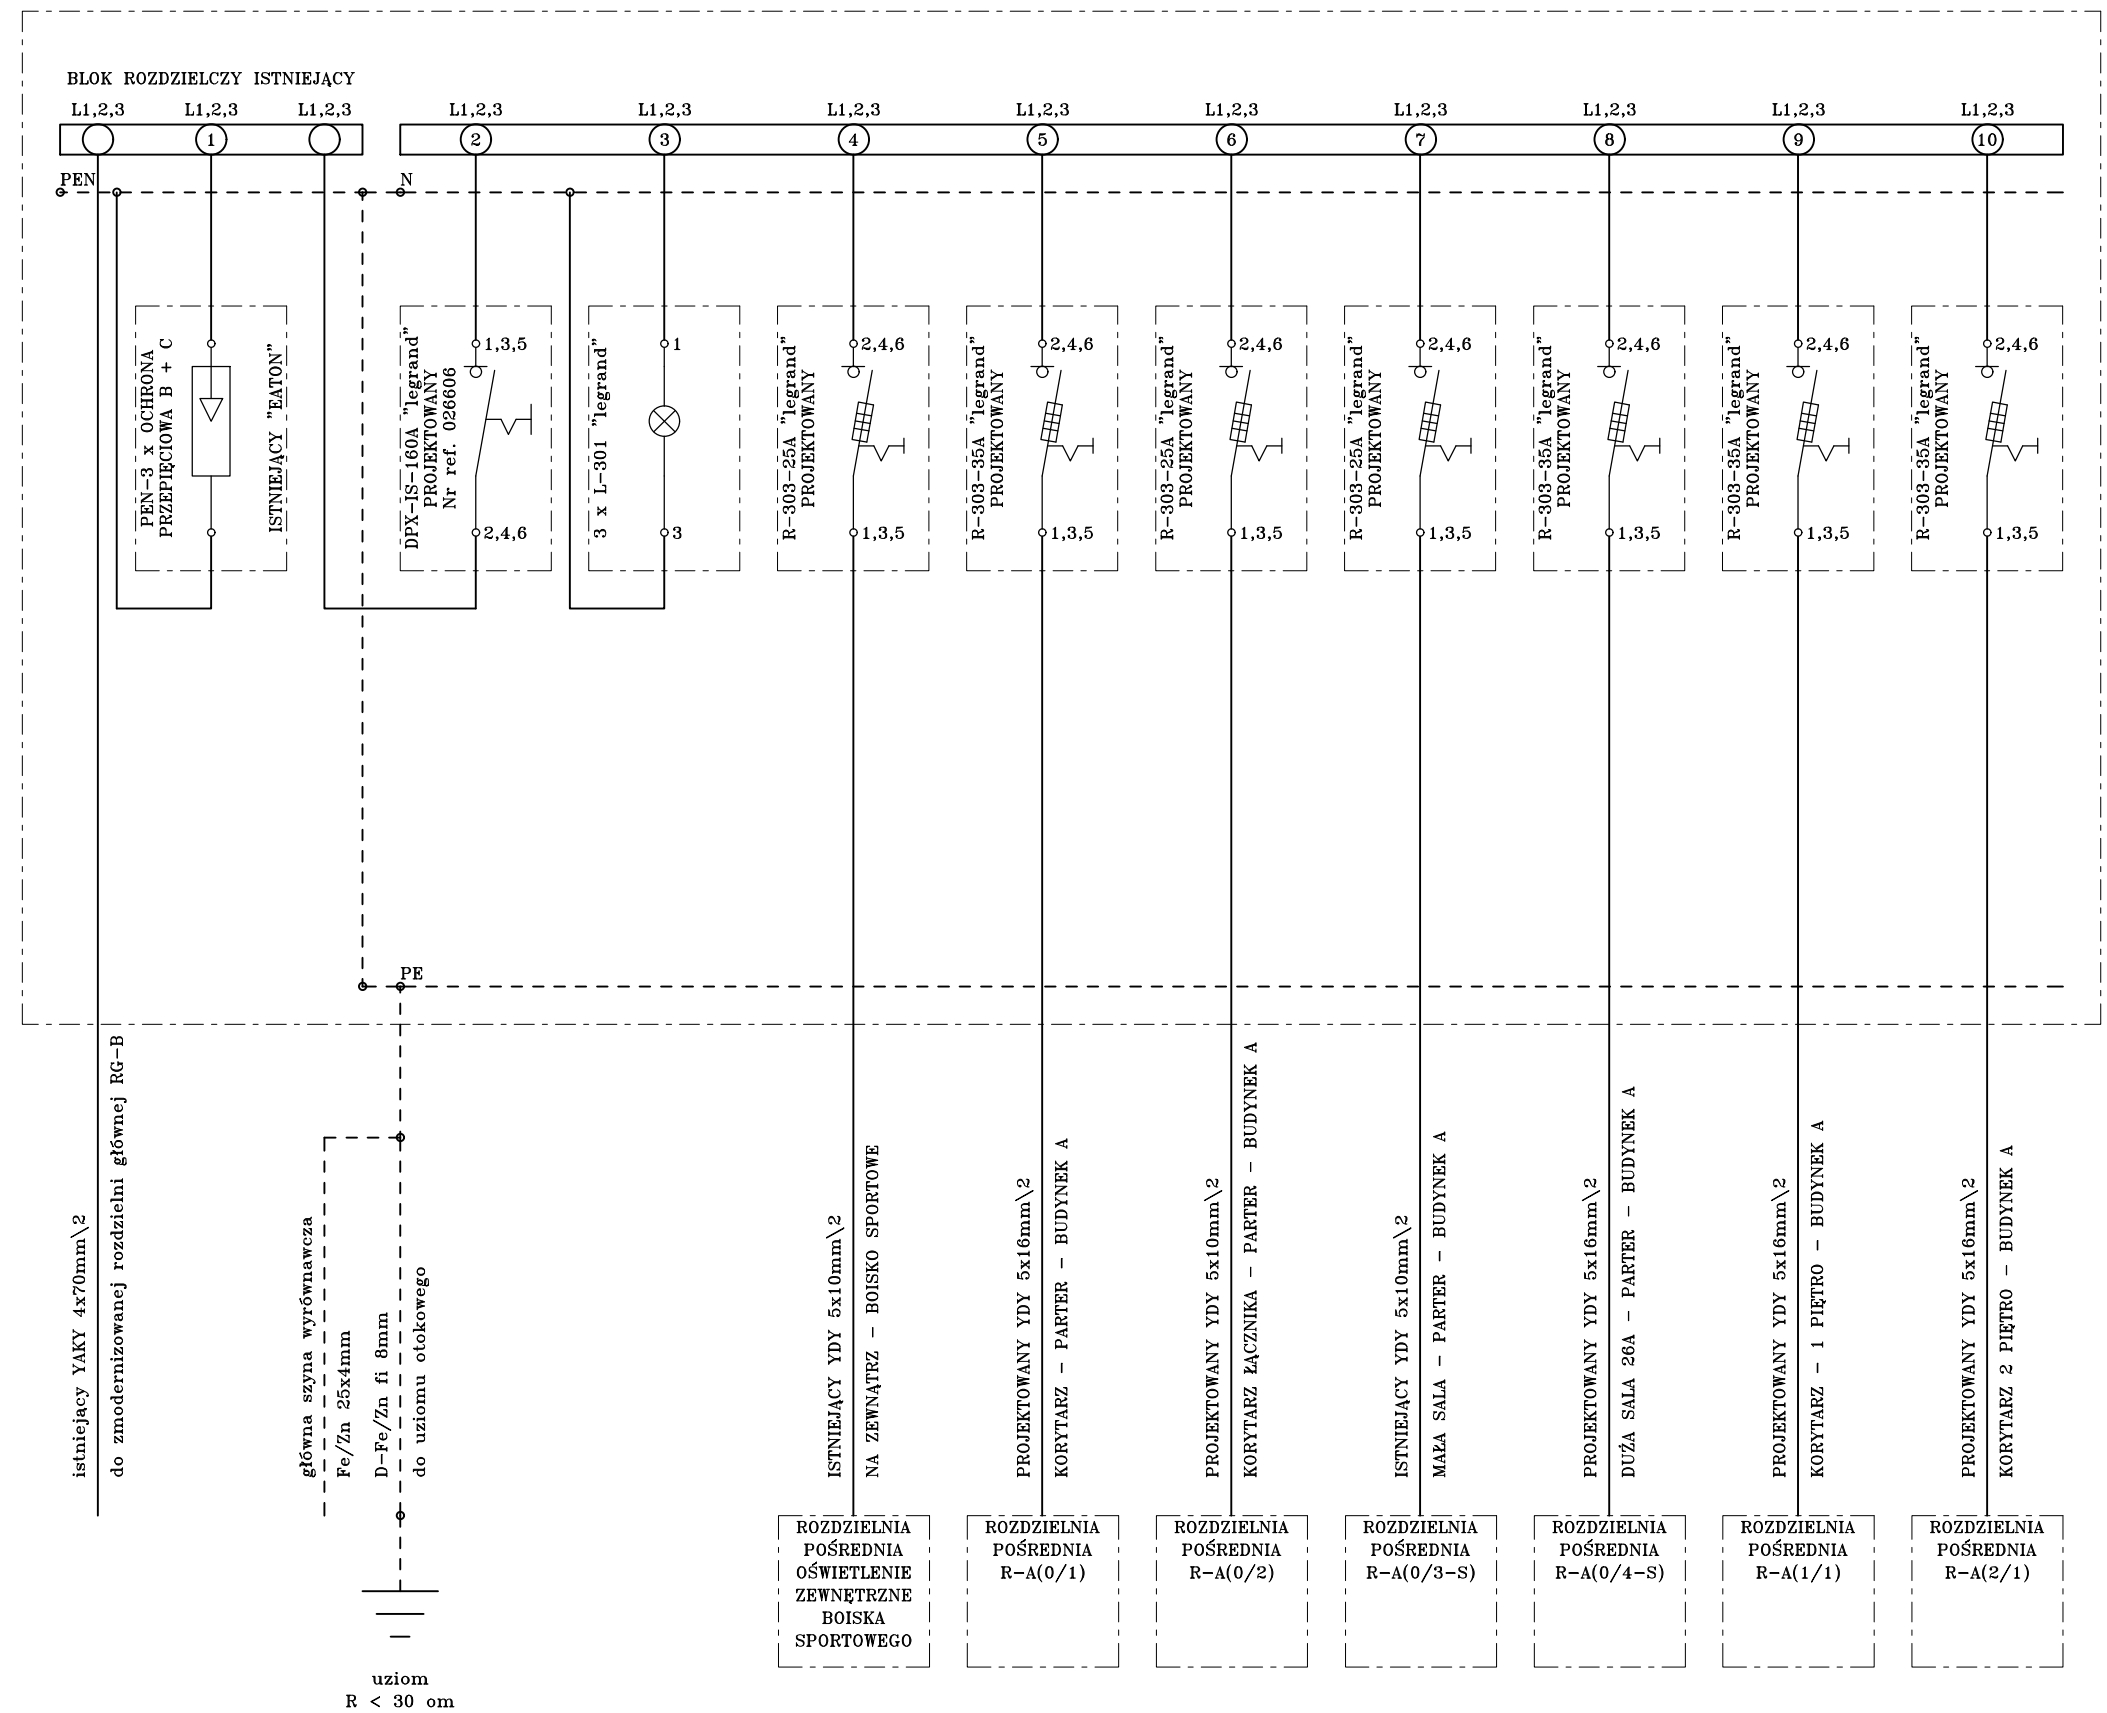 BLOK ROZDZIELCZY ISTNIEJĄCY
L1,2,3 L1,2,3 L1,2,3 L1,2,3 L1,2,3 L1,2,3 L1,2,3 L1,2,3 L1,2,3 L1,2,3 L1,2,3 L1,2,3
1 2 3 4 5 6 7 8 9 10
PEN N
PEN-3 x OCHRONA
PRZEPIĘCIOWA B + C
ISTNIEJĄCY "EATON"
DPX-IS-160A "legrand"
PROJEKTOWANY
Nr ref. 026606
1,3,5
2,4,6
3 x L-301 "legrand"
1
3
R-303-25A "legrand"
PROJEKTOWANY
2,4,6
1,3,5
R-303-35A "legrand"
PROJEKTOWANY
2,4,6
1,3,5
R-303-25A "legrand"
PROJEKTOWANY
2,4,6
1,3,5
R-303-25A "legrand"
PROJEKTOWANY
2,4,6
1,3,5
R-303-35A "legrand"
PROJEKTOWANY
2,4,6
1,3,5
R-303-35A "legrand"
PROJEKTOWANY
2,4,6
1,3,5
R-303-35A "legrand"
PROJEKTOWANY
2,4,6
1,3,5
PE
istniejący YAKY 4x70mm\2
do zmodernizowanej rozdzielni głównej RG-B
główna szyna wyrównawcza
Fe/Zn 25x4mm
D-Fe/Zn fi 8mm
do uziomu otokowego
ISTNIEJĄCY YDY 5x10mm\2
NA ZEWNĄTRZ - BOISKO SPORTOWE
PROJEKTOWANY YDY 5x16mm\2
KORYTARZ - PARTER - BUDYNEK A
PROJEKTOWANY YDY 5x10mm\2
KORYTARZ ŁĄCZNIKA - PARTER - BUDYNEK A
ISTNIEJĄCY YDY 5x10mm\2
MAŁA SALA - PARTER - BUDYNEK A
PROJEKTOWANY YDY 5x16mm\2
DUŻA SALA 26A - PARTER - BUDYNEK A
PROJEKTOWANY YDY 5x16mm\2
KORYTARZ - 1 PIĘTRO - BUDYNEK A
PROJEKTOWANY YDY 5x16mm\2
KORYTARZ 2 PIĘTRO - BUDYNEK A
ROZDZIELNIA
POŚREDNIA
OŚWIETLENIE
ZEWNĘTRZNE
BOISKA
SPORTOWEGO
ROZDZIELNIA
POŚREDNIA
R-A(0/1)
ROZDZIELNIA
POŚREDNIA
R-A(0/2)
ROZDZIELNIA
POŚREDNIA
R-A(0/3-S)
ROZDZIELNIA
POŚREDNIA
R-A(0/4-S)
ROZDZIELNIA
POŚREDNIA
R-A(1/1)
ROZDZIELNIA
POŚREDNIA
R-A(2/1)
uziom
R < 30 om